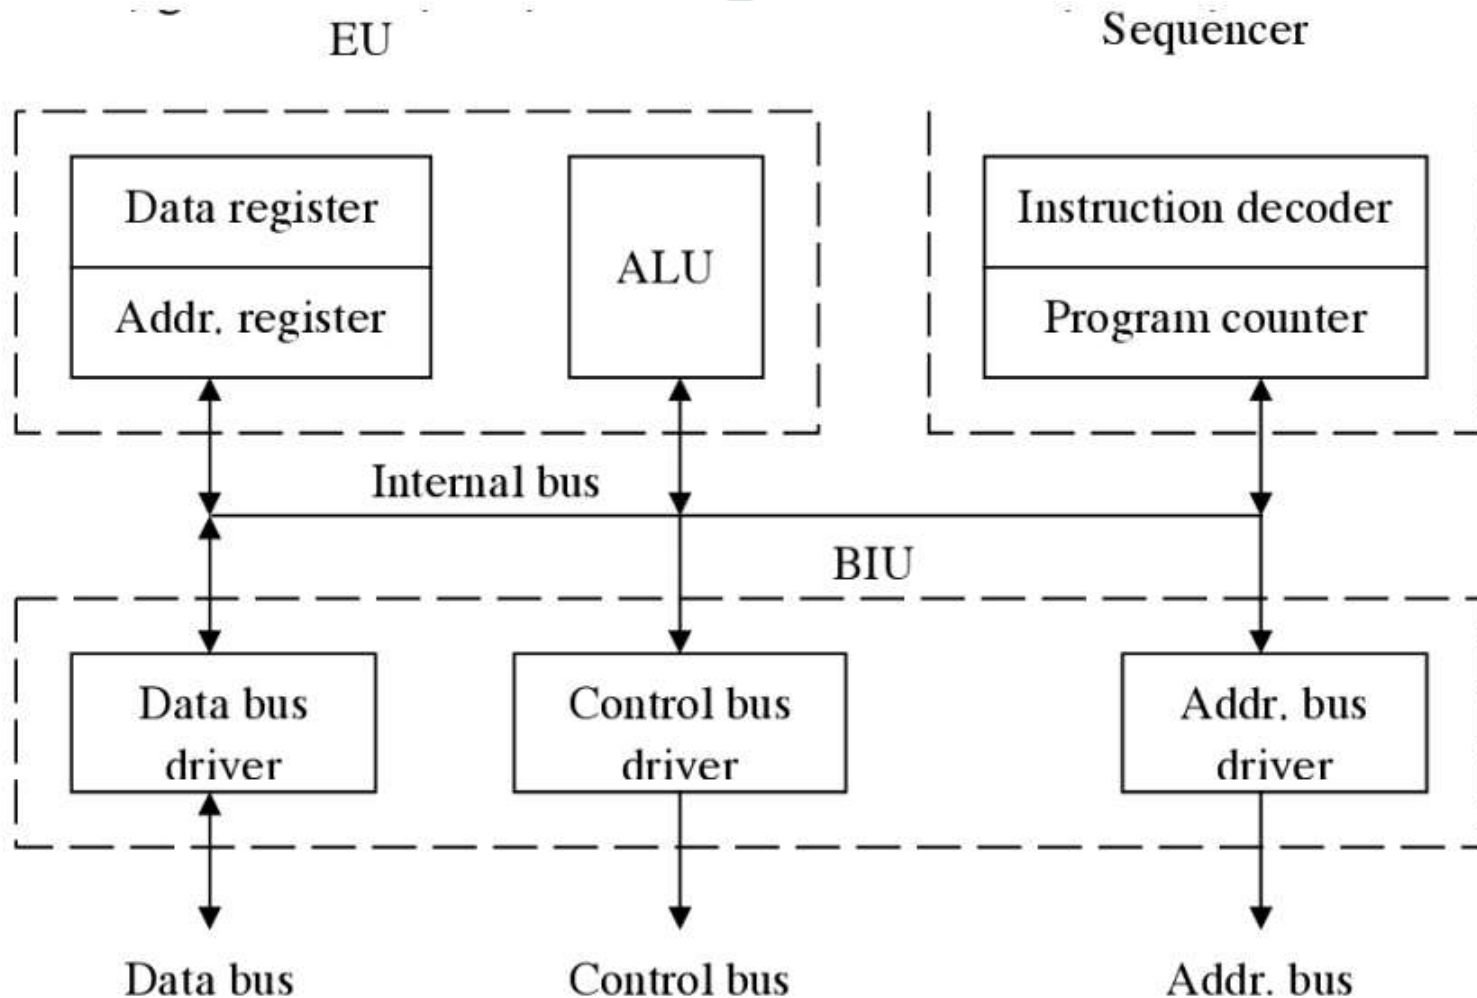 EU
Sequencer
Data register
Instruction decoder
ALU
Addr. register
Program counter
Internal bus
BIU
Data bus
driver
Control bus
driver
Addr. bus
driver
Data bus
Control bus
Addr. bus